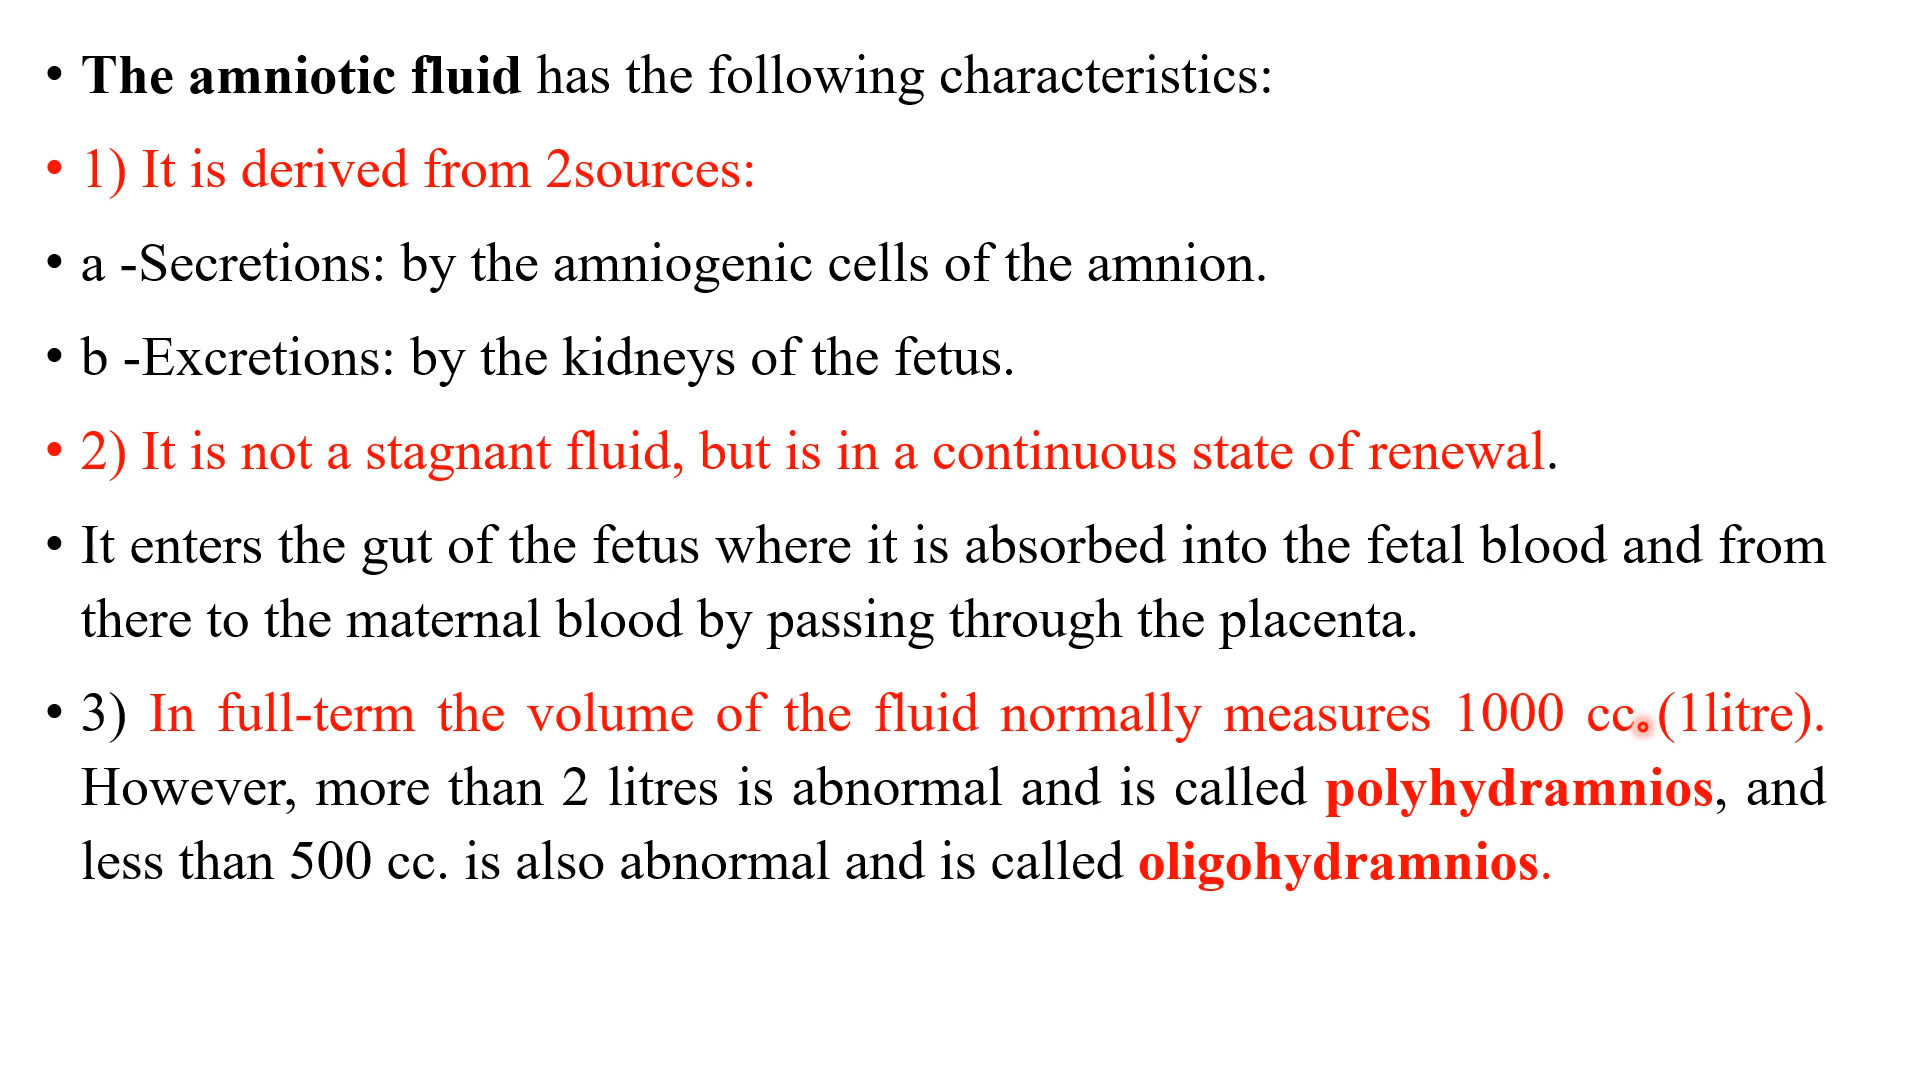 • The amniotic fluid has the following characteristics:
• 1) It is derived from 2sources:
• a -Secretions: by the amniogenic cells of the amnion.
• b -Excretions: by the kidneys of the fetus.
• 2) It is not a stagnant fluid, but is in a continuous state of renewal.
• It enters the gut of the fetus where it is absorbed into the fetal blood and from
there to the maternal blood by passing through the placenta.
• 3) In full-term the volume of the fluid normally measures 1000 cc.(1litre).
However, more than 2 litres is abnormal and is called polyhydramnios, and
less than 500 cc. is also abnormal and is called oligohydramnios.